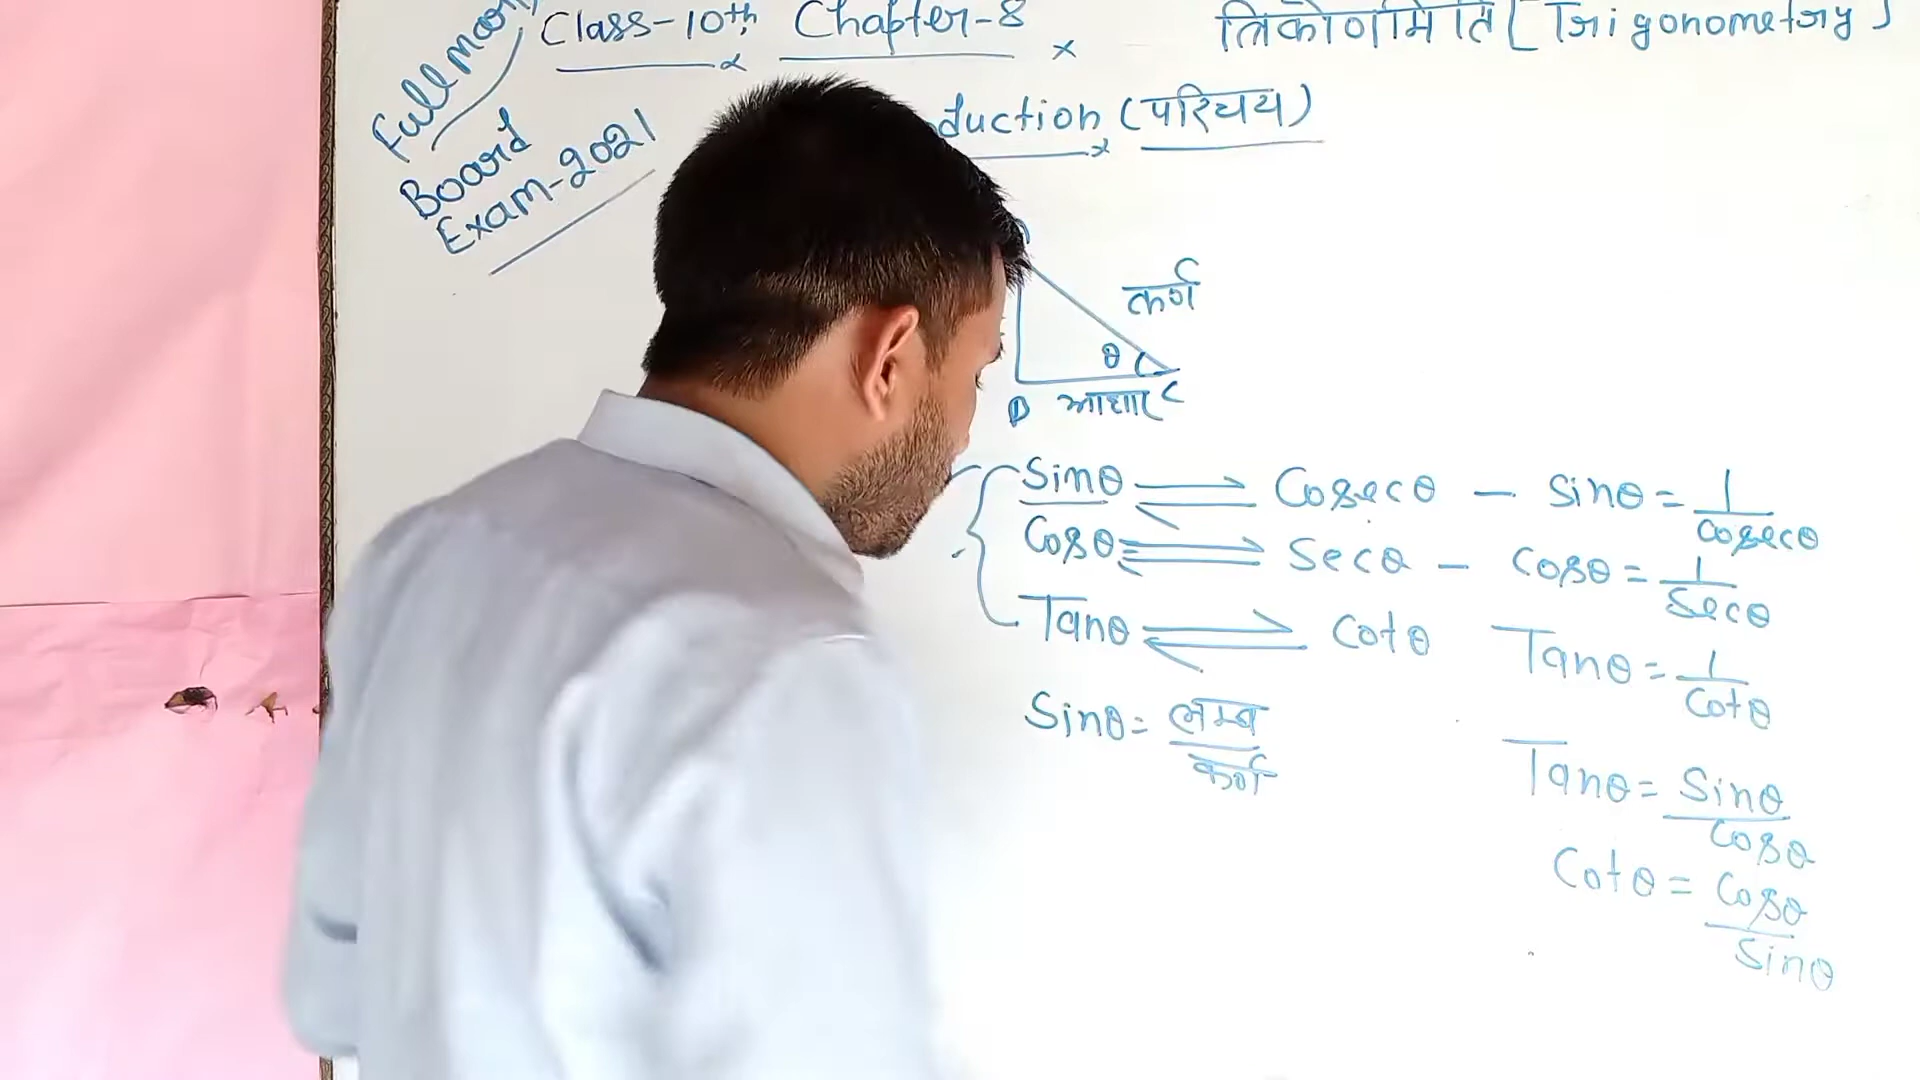 Class-10th Chapter-8 त्रिकोणमिति [Trigonometry]
Full marks
Board
Exam-2021
duction (परिचय)
कर्ण
θ
B आधार C
Sinθ ⇌ Cosecθ - Sinθ = 1/Cosecθ
Cosθ ⇌ Secθ - Cosθ = 1/Secθ
Tanθ ⇌ Cotθ Tanθ = 1/Cotθ
Sinθ = लम्ब/कर्ण
Tanθ = Sinθ/Cosθ
Cotθ = Cosθ/Sinθ